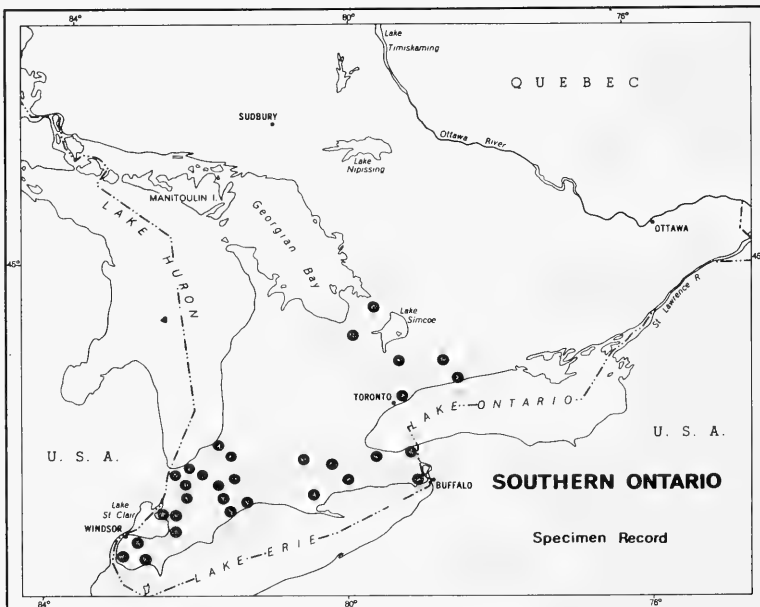 84°
80°
76°
Lake
Timiskaming
QUEBEC
SUDBURY
Ottawa River
Lake
Nipissing
MANITOULIN I.
Georgian Bay
OTTAWA
LAKE HURON
45°
45°
St Lawrence R
Lake
Simcoe
TORONTO
LAKE ONTARIO
U. S. A.
U. S. A.
BUFFALO
SOUTHERN ONTARIO
Lake
St Clair
WINDSOR
LAKE ERIE
Specimen Record
84°
80°
76°